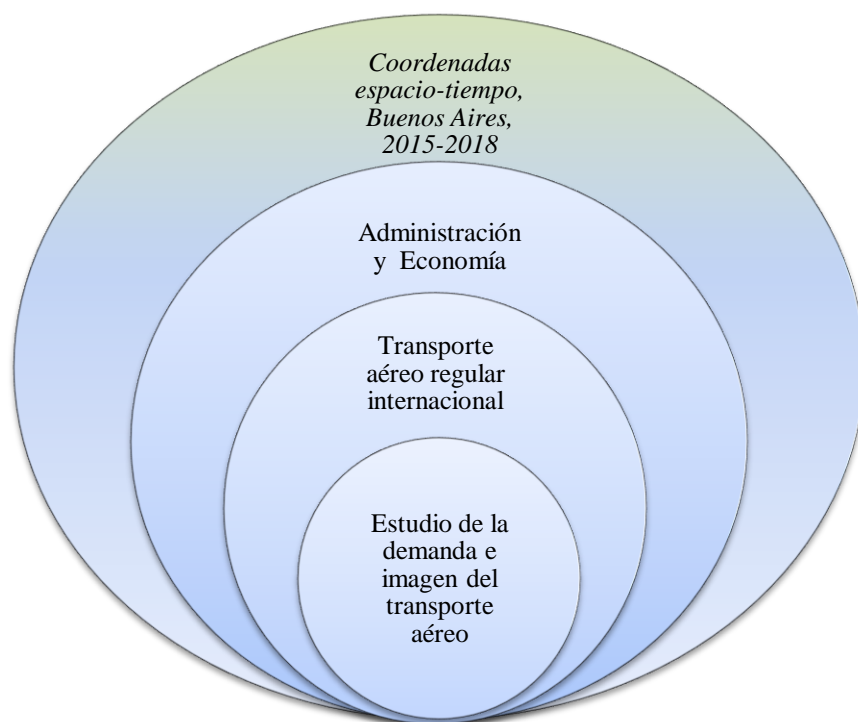 Coordenadas
espacio-tiempo,
Buenos Aires,
2015-2018
Administración
y Economía
Transporte
aéreo regular
internacional
Estudio de la
demanda e
imagen del
transporte
aéreo